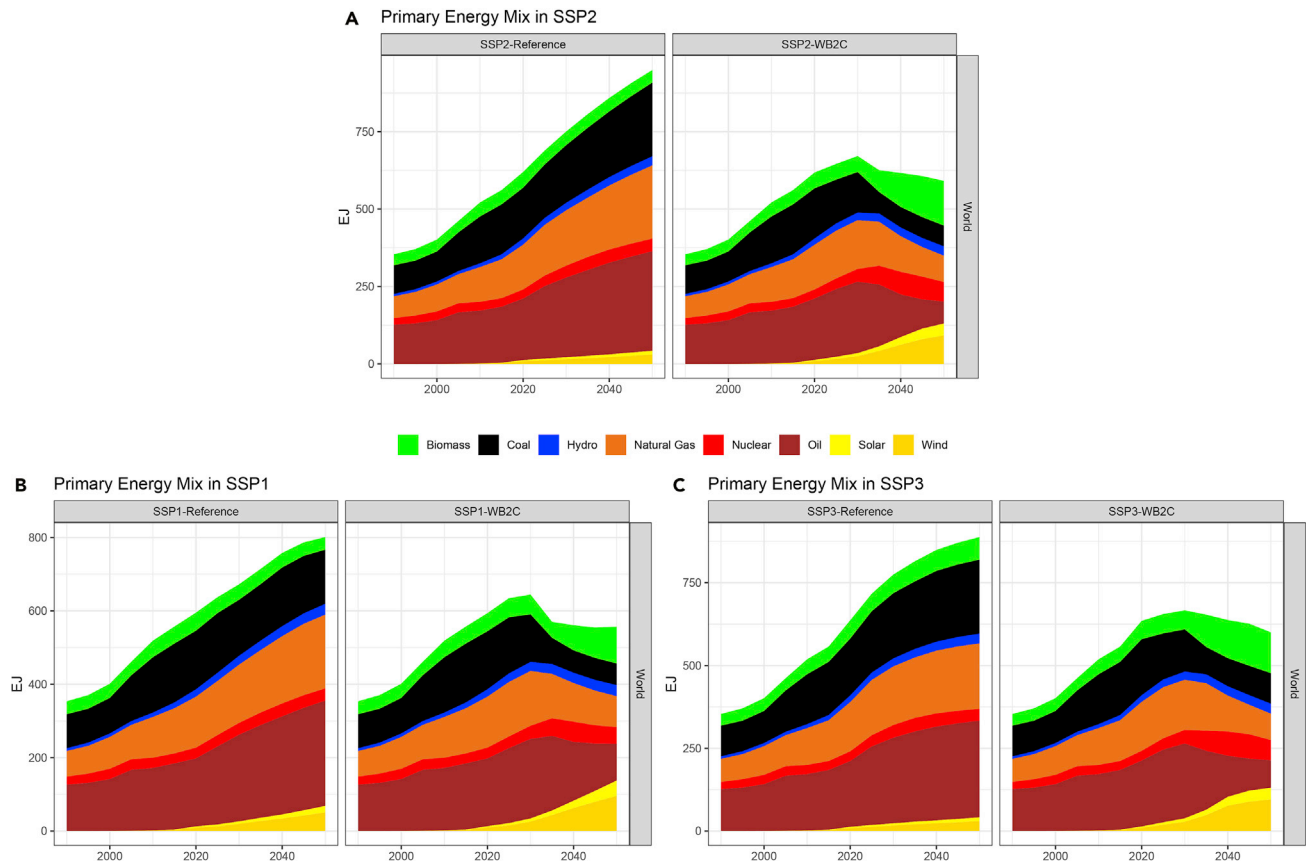 A Primary Energy Mix in SSP2
SSP2-Reference
SSP2-WB2C
750
500
250
0
EJ
World
2000
2020
2040
2000
2020
2040
Biomass
Coal
Hydro
Natural Gas
Nuclear
Oil
Solar
Wind
B Primary Energy Mix in SSP1
SSP1-Reference
SSP1-WB2C
800
600
400
200
0
EJ
World
2000
2020
2040
2000
2020
2040
C Primary Energy Mix in SSP3
SSP3-Reference
SSP3-WB2C
750
500
250
0
EJ
World
2000
2020
2040
2000
2020
2040